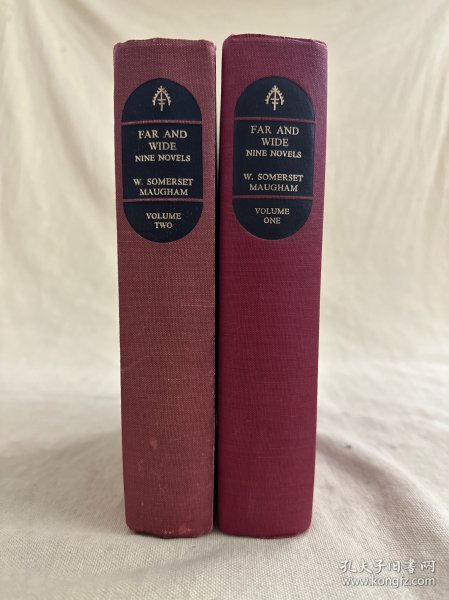 FAR AND
WIDE
NINE NOVELS
W. SOMERSET
MAUGHAM
VOLUME
TWO
FAR AND
WIDE
NINE NOVELS
W. SOMERSET
MAUGHAM
VOLUME
ONE
孔夫子旧书网
www.kongfz.com